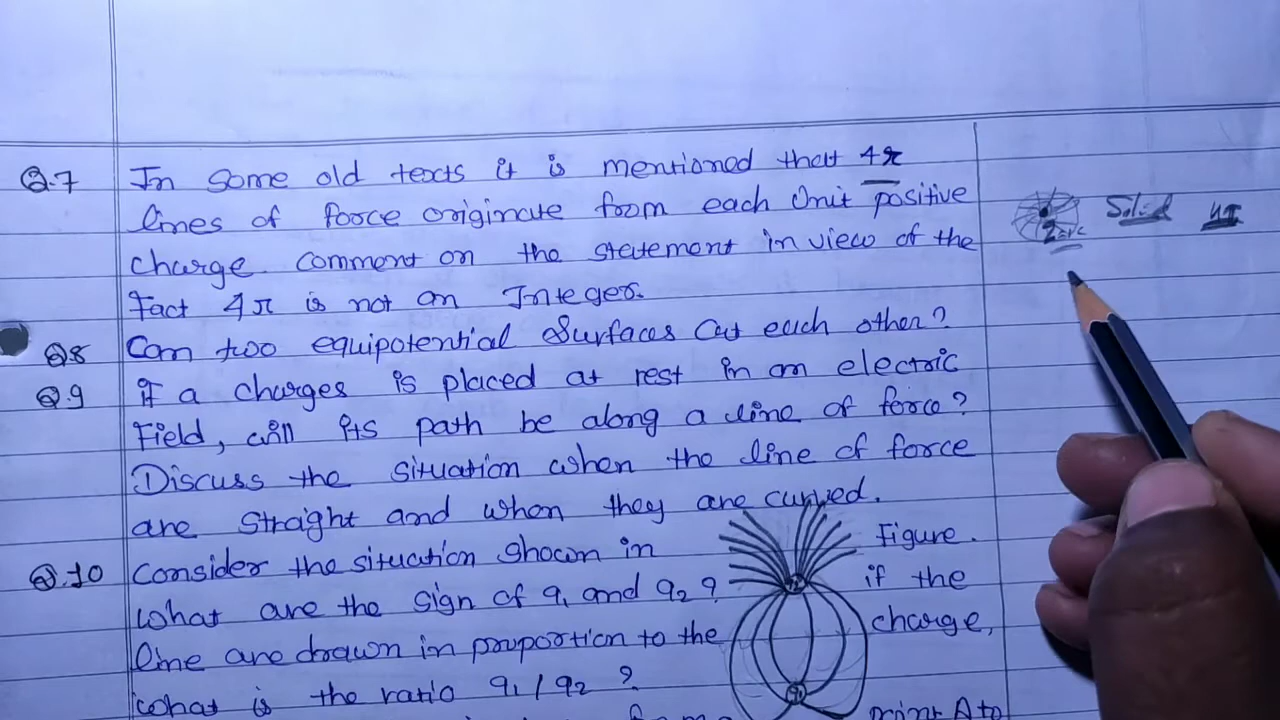 Q.7 In some old texts it is mentioned that 4π
lines of force originate from each Unit positive
charge. comment on the statement in view of the
Fact 4π is not an Integer.
Q8 Can two equipotential Surfaces Cut each other?
Q.9 if a charges is placed at rest in an electric
Field, will its path be along a line of force?
Discuss the situation when the line of force
are straight and when they are curved.
Q.10 Consider the situation shown in Figure.
What are the sign of q1 and q2? if the
line are drawn in proportion to the charge,
What is the ratio q1/q2?
point A to
Solid 4π